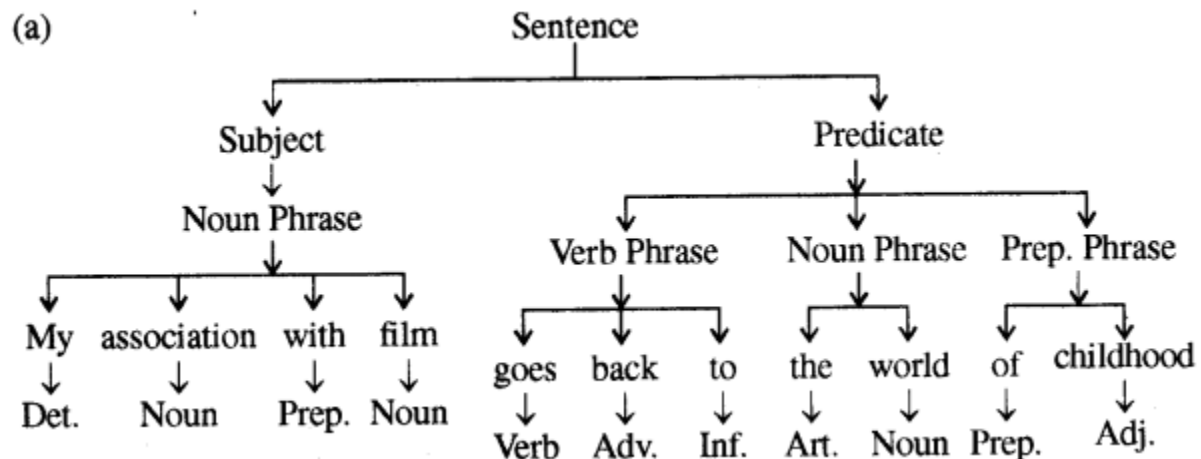 (a) Sentence
Subject Predicate
Noun Phrase
Verb Phrase Noun Phrase Prep. Phrase
My association with film
goes back to the world of childhood
Det. Noun Prep. Noun
Verb Adv. Inf. Art. Noun Prep. Adj.